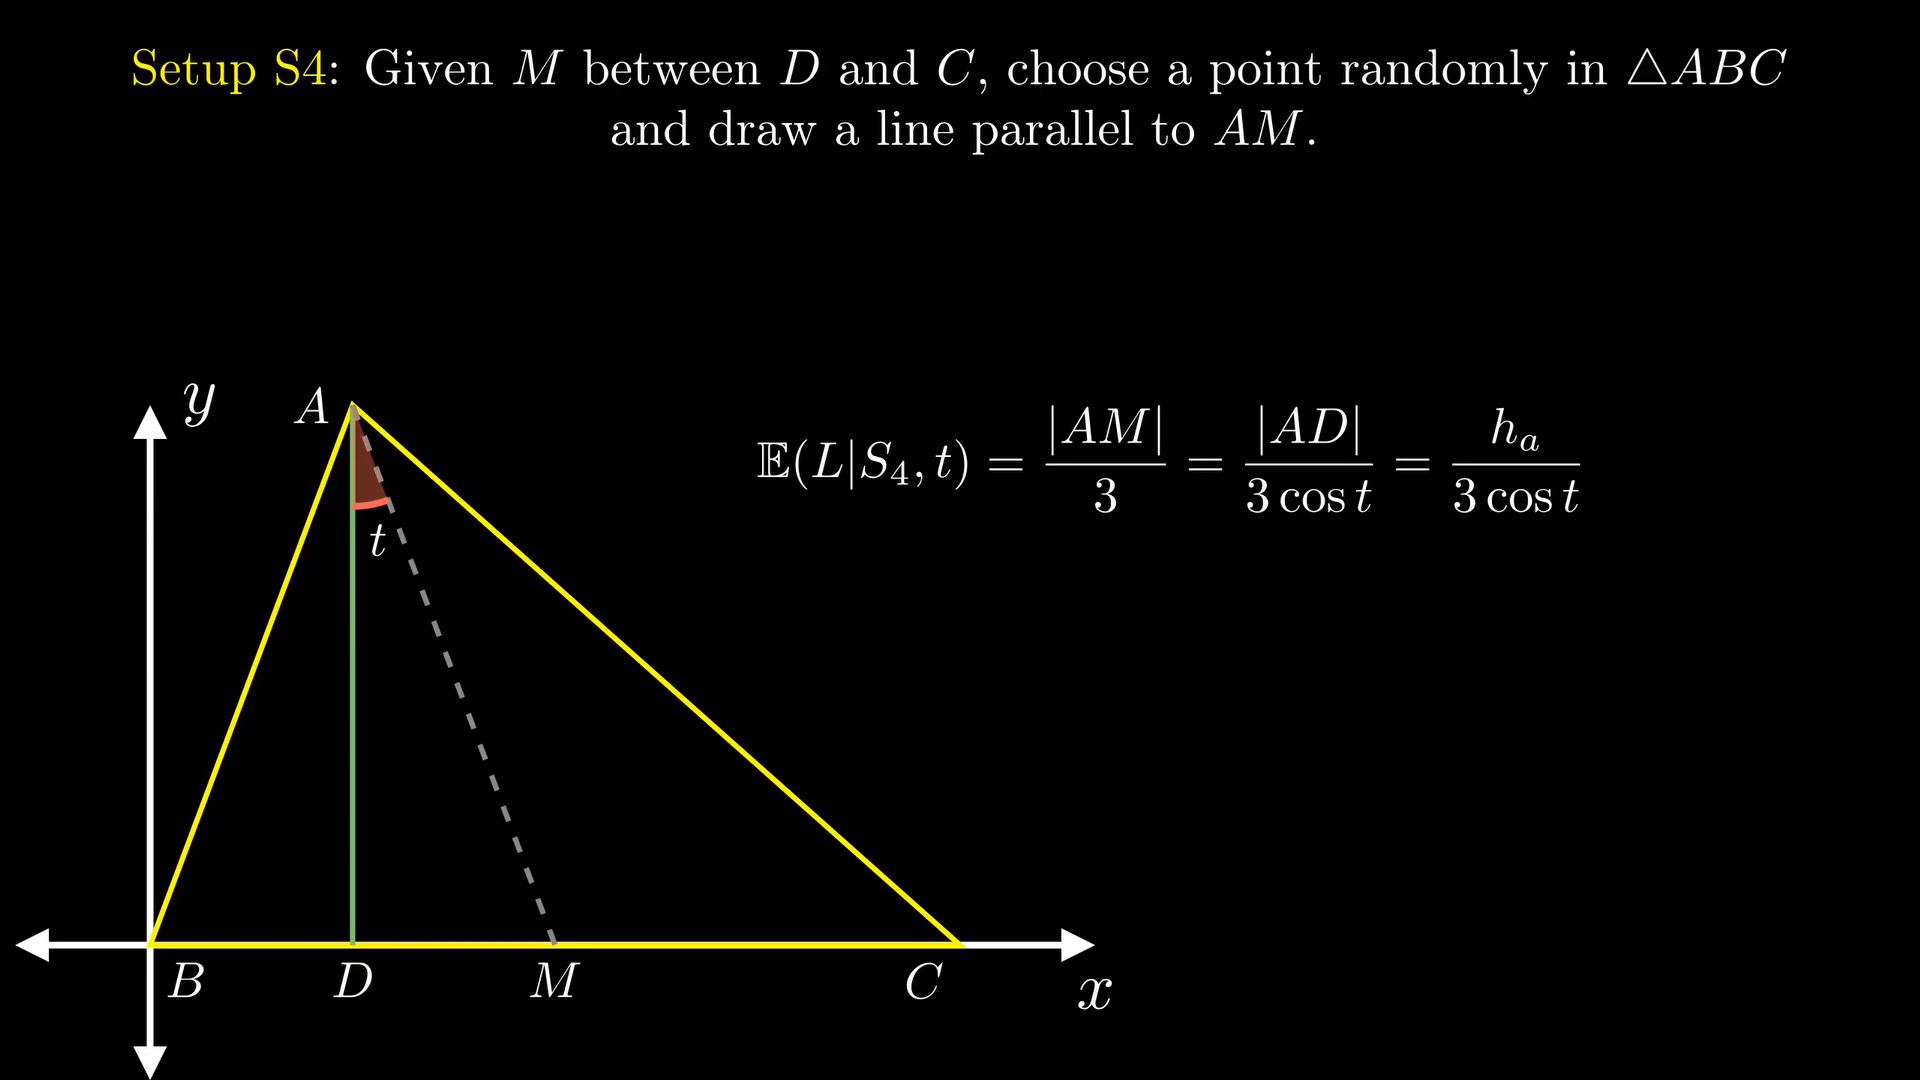 Setup S4: Given M between D and C, choose a point randomly in △ABC
and draw a line parallel to AM.
y
A
𝔼(L|S₄, t) = |AM|/3 = |AD|/(3 cos t) = hₐ/(3 cos t)
t
B D M C x